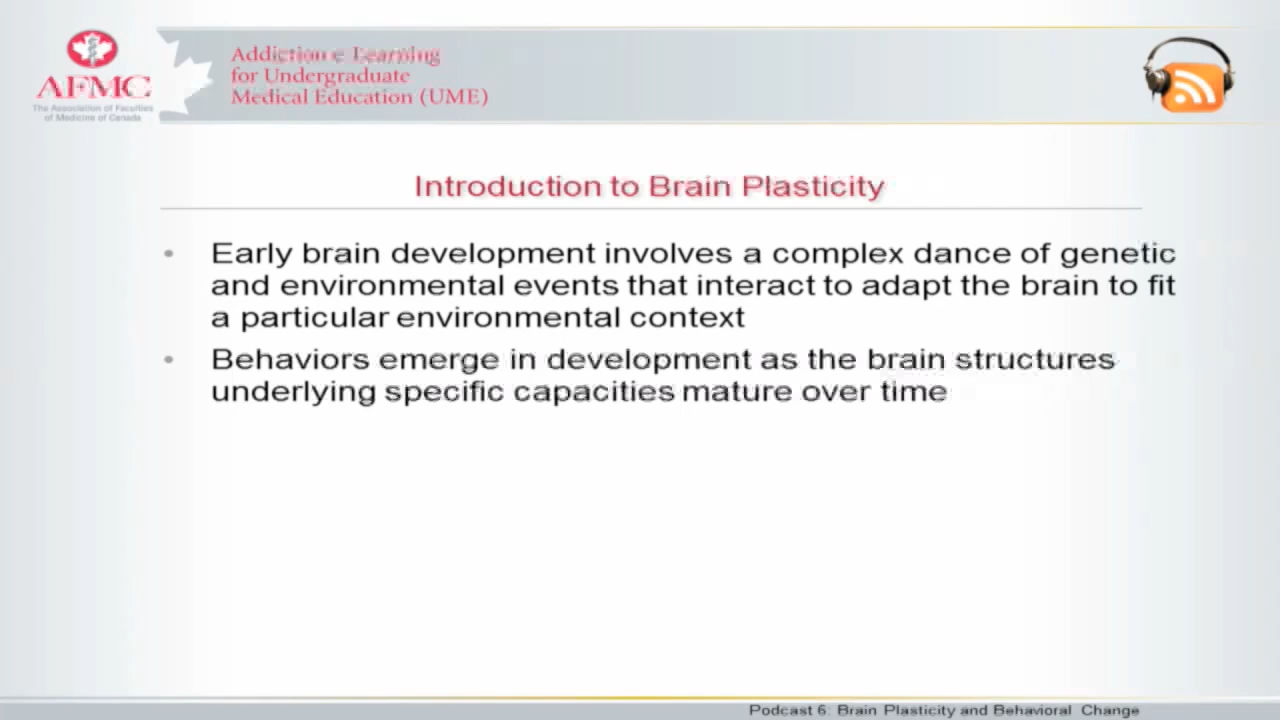 AFMC
The Association of Faculties
of Medicine of Canada
Addiction e-Learning
for Undergraduate
Medical Education (UME)
Introduction to Brain Plasticity
• Early brain development involves a complex dance of genetic
and environmental events that interact to adapt the brain to fit
a particular environmental context
• Behaviors emerge in development as the brain structures
underlying specific capacities mature over time
Podcast 6: Brain Plasticity and Behavioral Change